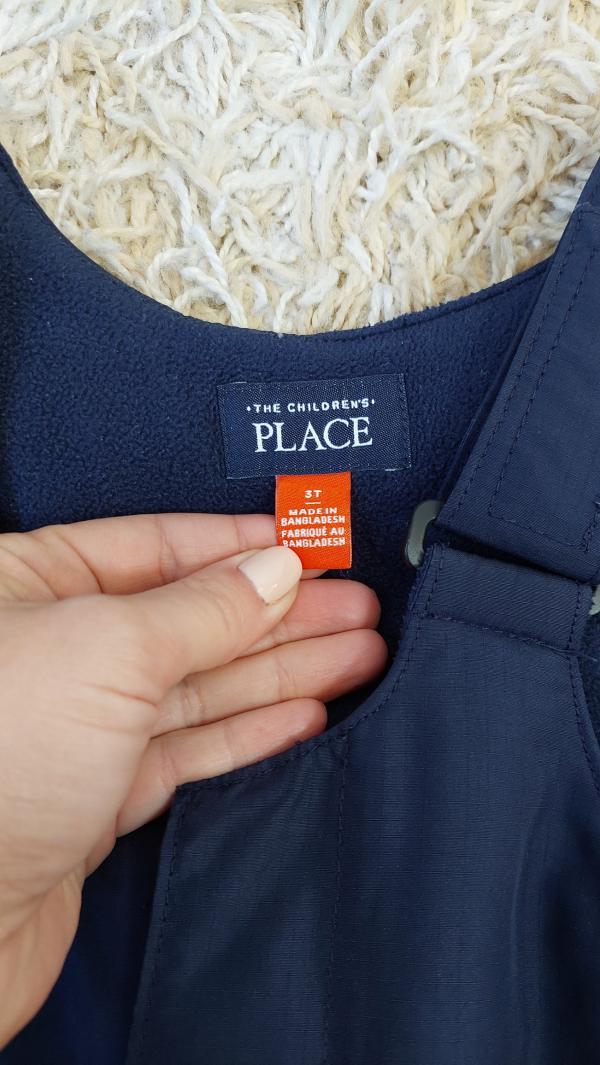 •THE CHILDREN'S•
PLACE
3T
MADE IN
BANGLADESH
FABRIQUÉ AU
BANGLADESH